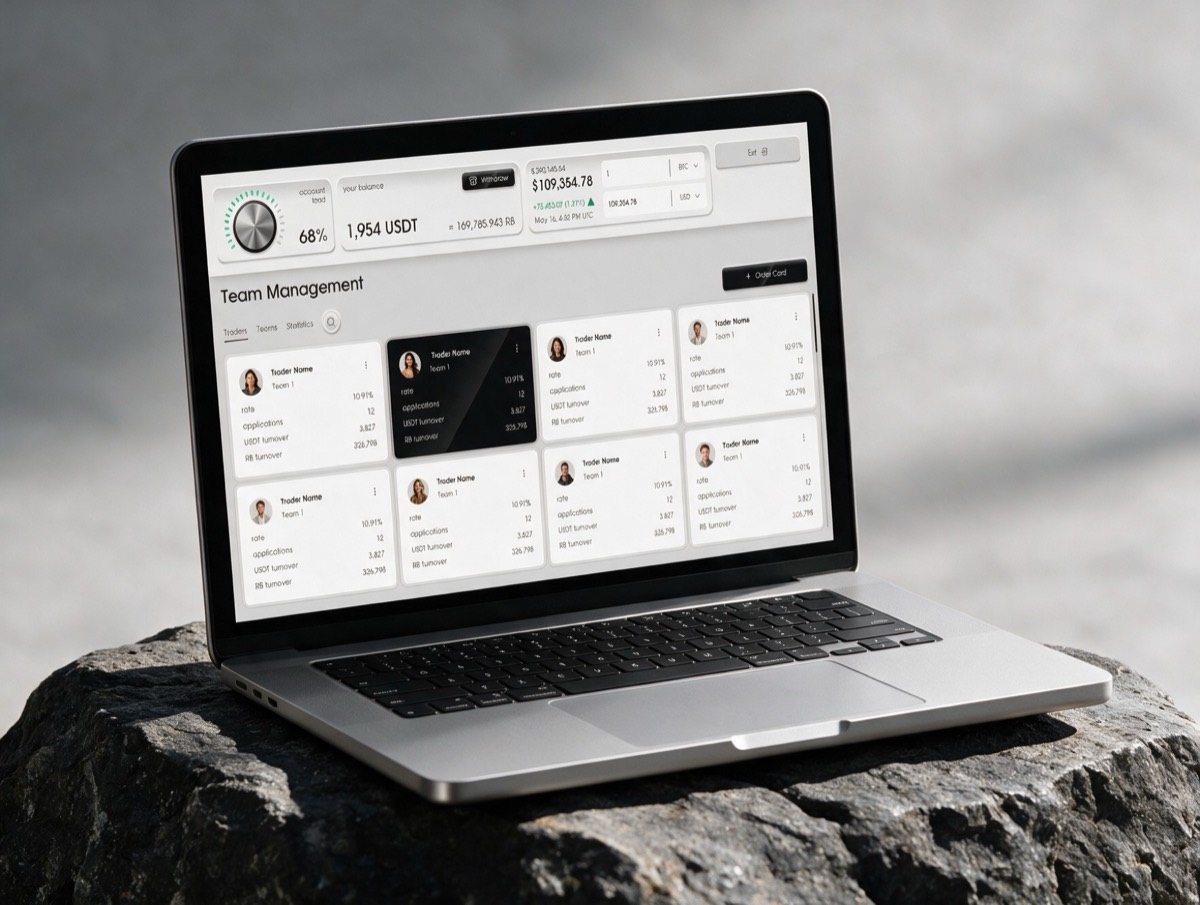 account
load
68%
your balance
Withdraw
1,954 USDT
= 169,785.943 RB
$109,354.78
May 16, 4:32 PM UTC
1
BTC
109,354.78
USD
Exit
Team Management
+ Order Card
Traders
Teams
Statistics
Trader Name
Team 1
rate 10.91%
applications 12
USDT turnover 3,827
RB turnover 326,798
Trader Name
Team 1
rate 10.91%
applications 12
USDT turnover 3,827
RB turnover 326,798
Trader Name
Team 1
rate 10.91%
applications 12
USDT turnover 3,827
RB turnover 326,798
Trader Name
Team 1
rate 10.91%
applications 12
USDT turnover 3,827
RB turnover 326,798
Trader Name
Team 1
rate 10.91%
applications 12
USDT turnover 3,827
RB turnover 326,798
Trader Name
Team 1
rate 10.91%
applications 12
USDT turnover 3,827
RB turnover 326,798
Trader Name
Team 1
rate 10.91%
applications 12
USDT turnover 3,827
RB turnover 326,798
Trader Name
Team 1
rate 10.91%
applications 12
USDT turnover 3,827
RB turnover 326,798